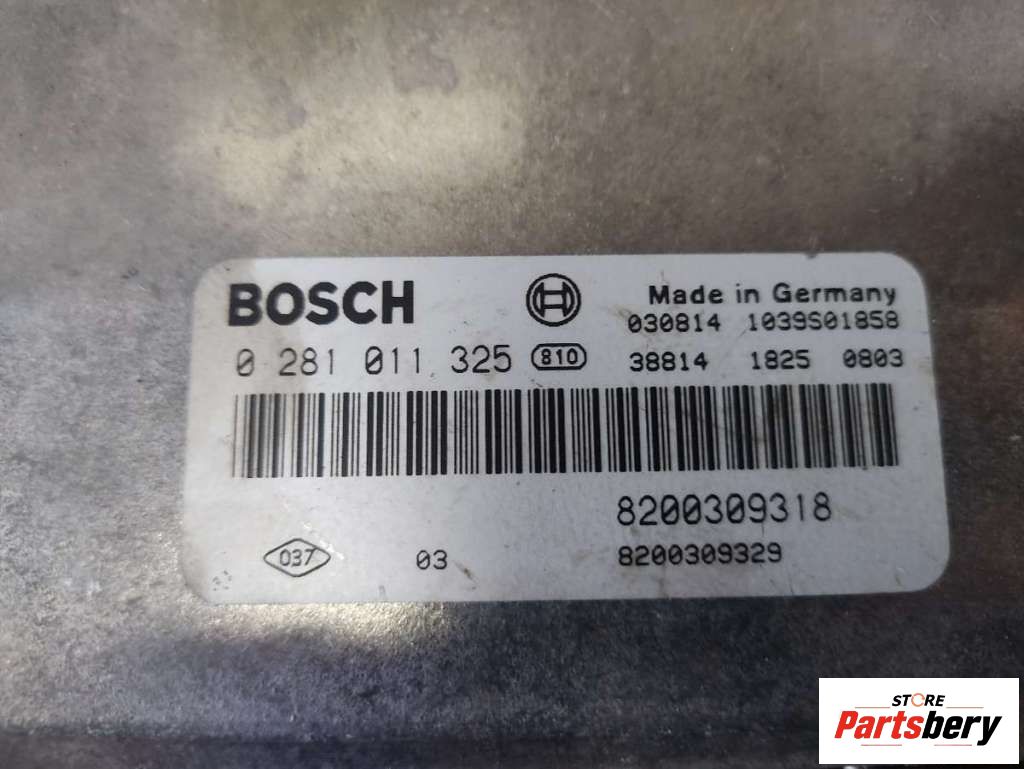 BOSCH
Made in Germany
030814 1039S01858
0 281 011 325 810 38814 1825 0803
8200309318
037 03 8200309329
STORE
Partsbery